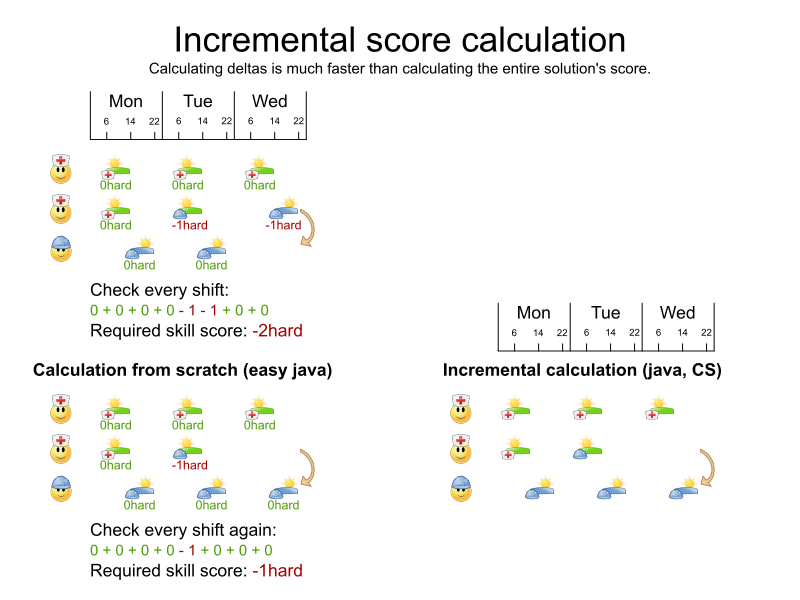 Incremental score calculation
Calculating deltas is much faster than calculating the entire solution's score.
Mon Tue Wed
6 14 22 6 14 22 6 14 22
0hard 0hard 0hard
0hard -1hard -1hard
0hard 0hard
Check every shift:
0 + 0 + 0 + 0 - 1 - 1 + 0 + 0
Required skill score: -2hard
Mon Tue Wed
6 14 22 6 14 22 6 14 22
Calculation from scratch (easy java)
Incremental calculation (java, CS)
0hard 0hard 0hard
0hard -1hard
0hard 0hard 0hard
Check every shift again:
0 + 0 + 0 + 0 - 1 + 0 + 0 + 0
Required skill score: -1hard